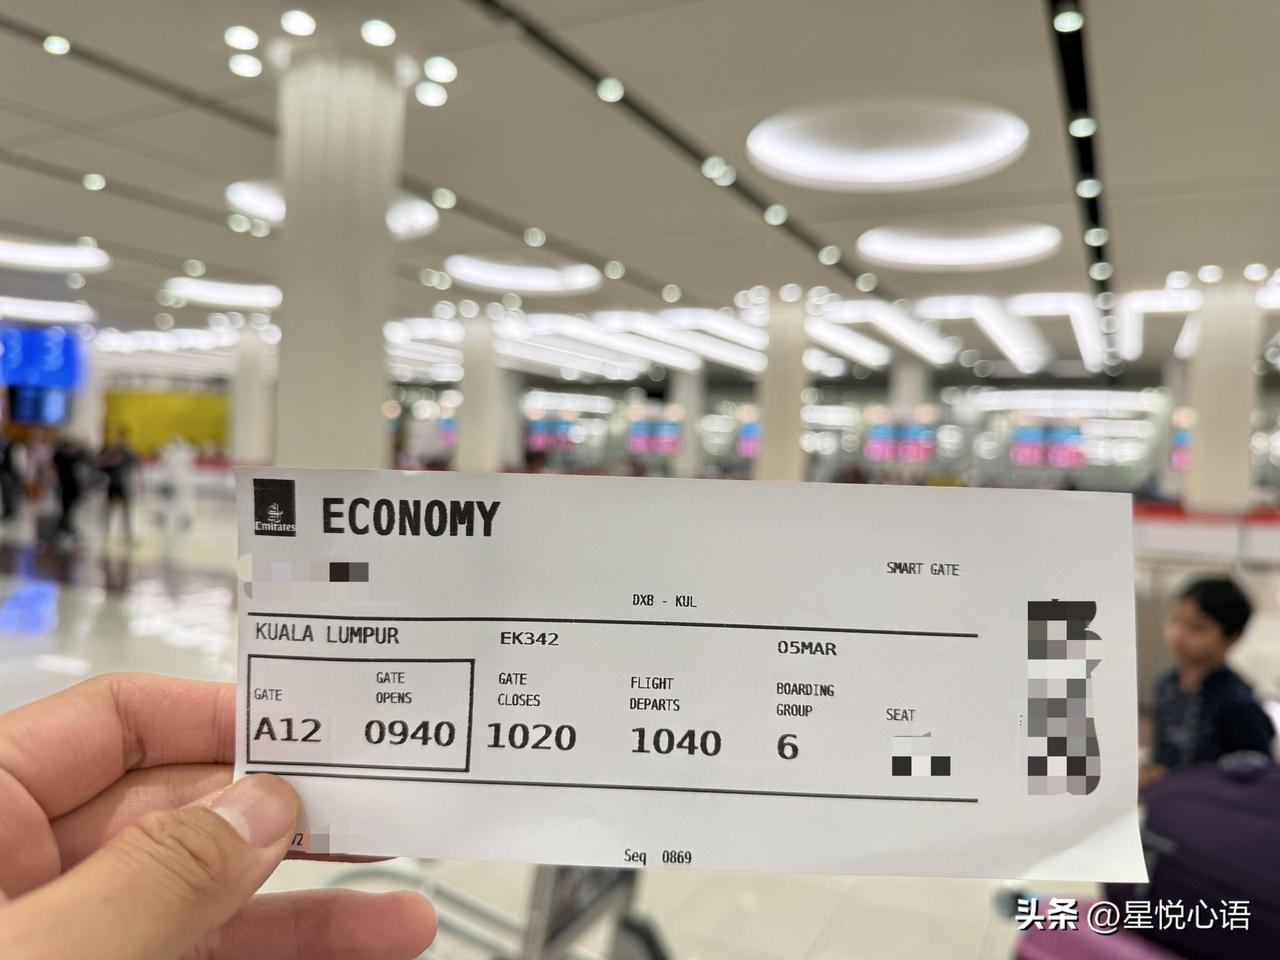 Emirates
ECONOMY
SMART GATE
DXB - KUL
KUALA LUMPUR EK342 05MAR
GATE
A12
GATE
OPENS
0940
GATE
CLOSES
1020
FLIGHT
DEPARTS
1040
BOARDING
GROUP
6
SEAT
/2
Seq 0869
头条 @星悦心语